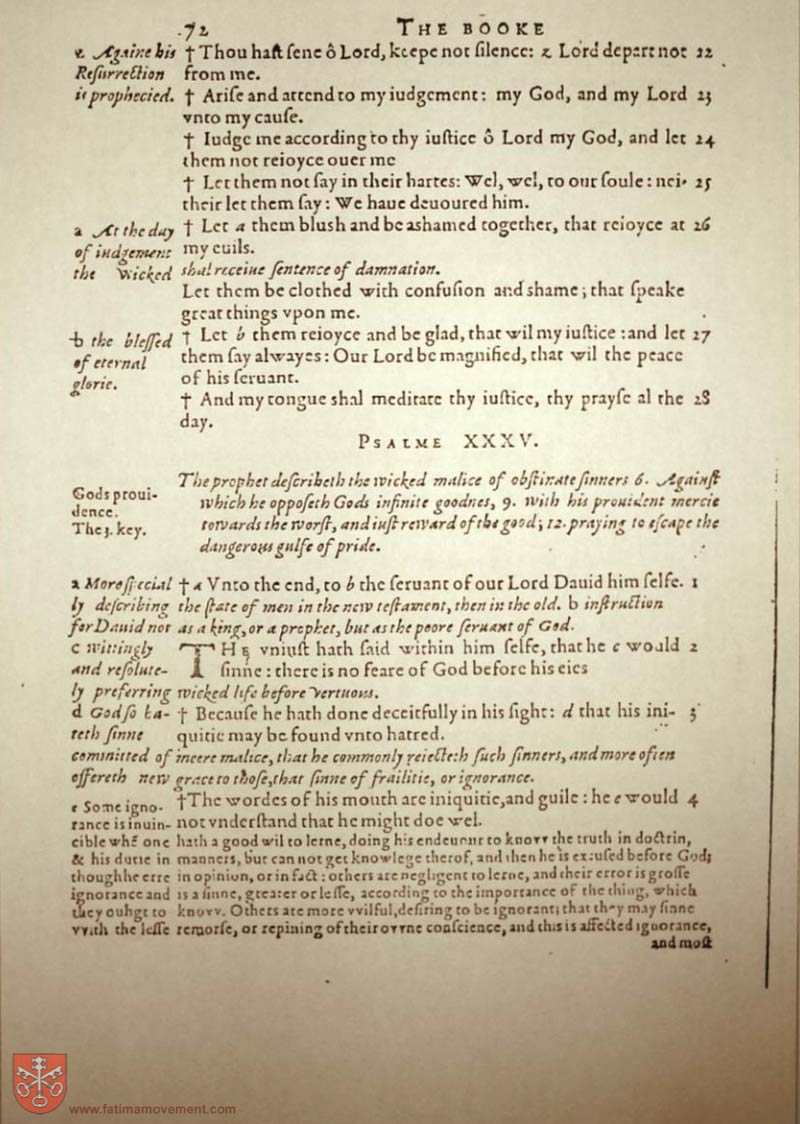 72 THE BOOKE
z Againe his † Thou haſt ſene ô Lord, keepe not ſilence: z Lord depart not 22
Reſurrection from me.
is prophecied. † Ariſe and attend to my iudgement: my God, and my Lord 23
vnto my cauſe.
† Iudge me according to thy iuſtice ô Lord my God, and let 24
them not reioyce ouer me
† Let them not ſay in their hartes: Wel, wel, to our ſoule: nei- 25
their let them ſay: We haue deuoured him.
a At the day † Let a them bluſh and be aſhamed together, that reioyce at 26
of iudgement my euils.
the wicked shal receiue ſentence of damnation.
Let them be clothed with confuſion and shame; that ſpeake
great things vpon me.
b the bleſſed † Let b them reioyce and be glad, that wil my iuſtice: and let 27
of eternal them ſay alwayes: Our Lord be magnified, that wil the peace
glorie. of his ſeruant.
† And my tongue shal meditate thy iuſtice, thy prayſe al the 28
day.
PSALME XXXV.
Gods proui-
dence.
The 3. key.
The prophet deſcribeth the wicked malice of obſtinate ſinners 6. Againſt
which he oppoſeth Gods infinite goodnes, 9. with his prouident mercie
towards the worſt, and iuſt reward of the good; 12. praying to eſcape the
dangerous gulfe of pride.
a More ſpecial † a Vnto the end, to b the ſeruant of our Lord Dauid him ſelfe. 1
ly deſcribing the ſtate of men in the new teſtament, then in the old. b inſtruction
for Dauid not as a king, or a prophet, but as the poore ſeruant of God.
c wittingly THE vniuſt hath ſaid within him ſelfe, that he c would 2
and reſolute- ſinne: there is no feare of God before his eies
ly preferring wicked life before vertuous.
d God ſo ha- † Becauſe he hath done deceitfully in his ſight: d that his ini- 3
teth ſinne quitie may be found vnto hatred.
committed of meere malice, that he commonly reiecteth ſuch ſinners, and more often
offereth new grace to thoſe, that ſinne of frailitie, or ignorance.
e Some igno- † The wordes of his mouth are iniquitie, and guile: he e would 4
rance is inuin- not vnderſtand that he might doe wel.
cible whē one hath a good wil to lerne, doing his endeuour to knovv the truth in doctrin,
& his dutie in manners, but can not get knowlege therof, and then he is excuſed before God;
though he erre in opinion, or in fact: others are negligent to lerne, and their error is groſſe
ignorance and is a ſinne, greater or leſſe, according to the importance of the thing, which
they ouhgt to knovv. Others are more vvilful, deſiring to be ignorant; that they may ſinne
vvith the leſſe remorſe, or repining of their ovvne conſcience, and this is affected ignorance,
and moſt
www.fatimamovement.com